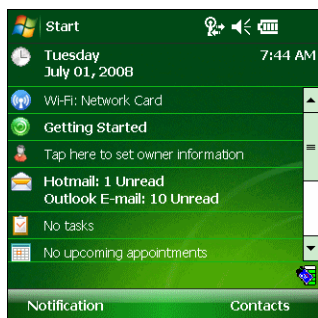 Start
Tuesday 7:44 AM
July 01, 2008
Wi-Fi: Network Card
Getting Started
Tap here to set owner information
Hotmail: 1 Unread
Outlook E-mail: 10 Unread
No tasks
No upcoming appointments
Notification Contacts